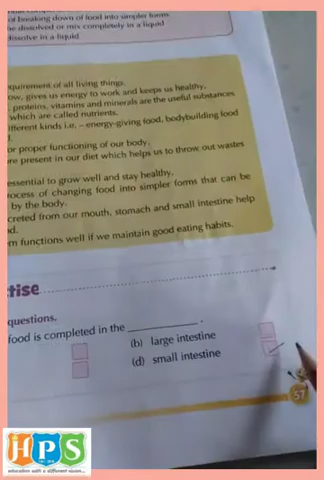 of breaking down of food into simpler forms
be dissolved or mix completely in a liquid
dissolve in a liquid
requirement of all living things.
ow, gives us energy to work and keeps us healthy.
proteins, vitamins and minerals are the useful substances
which are called nutrients.
ifferent kinds i.e. – energy-giving food, bodybuilding food
or proper functioning of our body.
re present in our diet which helps us to throw out wastes
essential to grow well and stay healthy.
rocess of changing food into simpler forms that can be
by the body.
creted from our mouth, stomach and small intestine help
d.
m functions well if we maintain good eating habits.
tise
questions.
food is completed in the __________ .
(b) large intestine
(d) small intestine
57
HPS
education with a different vision...